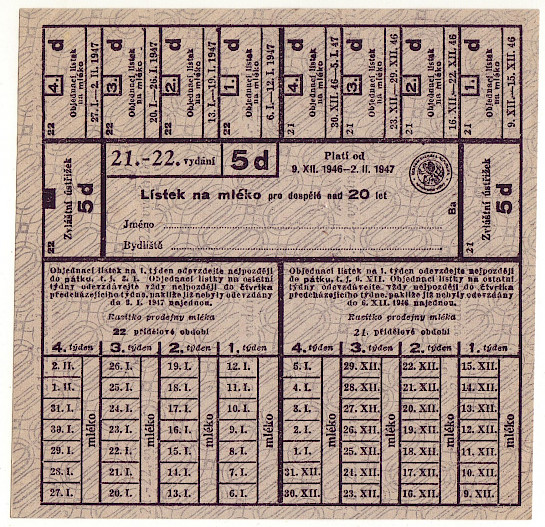 4. d
Objednací lístek
na mléko
27. I.—2. II. 1947
22
3. d
Objednací lístek
na mléko
20. I.—26. I. 1947
22
2. d
Objednací lístek
na mléko
13. I.—19. I. 1947
22
1. d
Objednací lístek
na mléko
6. I.—12. I. 1947
22
4. d
Objednací lístek
na mléko
30. XII. 46—5. I. 47
21
3. d
Objednací lístek
na mléko
23. XII.—29. XII. 46
21
2. d
Objednací lístek
na mléko
16. XII.—22. XII. 46
21
1. d
Objednací lístek
na mléko
9. XII.—15. XII. 46
21
22
Zvláštní ústřižek
5 d
21.-22. vydání
5 d
Platí od
9. XII. 1946—2. II. 1947
Lístek na mléko pro dospělé nad 20 let
Jméno
Bydliště
Ba
21
Zvláštní ústřižek
5 d
Objednací lístek na 1. týden odevzdejte nejpozději
do pátku, t. j. 3. I. Objednací lístky na ostatní
týdny odevzdávejte vždy nejpozději do čtvrtka
předcházejícího týdne, pakliže již nebyly odevzdány
do 3. I. 1947 najednou.
Razítko prodejny mléka
22 přídělové období
Objednací lístek na 1. týden odevzdejte nejpozději
do pátku, t. j. 6. XII. Objednací lístky na ostatní
týdny odevzdávejte vždy nejpozději do čtvrtka
předcházejícího týdne, pakliže již nebyly odevzdány
do 6. XII. 1946 najednou.
Razítko prodejny mléka
21. přídělové období
4. týden 3. týden 2. týden 1. týden 4. týden 3. týden 2. týden 1. týden
2. II. 26. I. 19. I. 12. I. 5. I. 29. XII. 22. XII. 15. XII.
1. II. 25. I. 18. I. 11. I. 4. I. 28. XII. 21. XII. 14. XII.
31. I. 24. I. 17. I. 10. I. 3. I. 27. XII. 20. XII. 13. XII.
30. I. 23. I. 16. I. 9. I. 2. I. 26. XII. 19. XII. 12. XII.
29. I. 22. I. 15. I. 8. I. 1. I. 25. XII. 18. XII. 11. XII.
28. I. 21. I. 14. I. 7. I. 31. XII. 24. XII. 17. XII. 10. XII.
27. I. 20. I. 13. I. 6. I. 30. XII. 23. XII. 16. XII. 9. XII.
mléko mléko mléko mléko mléko mléko mléko mléko